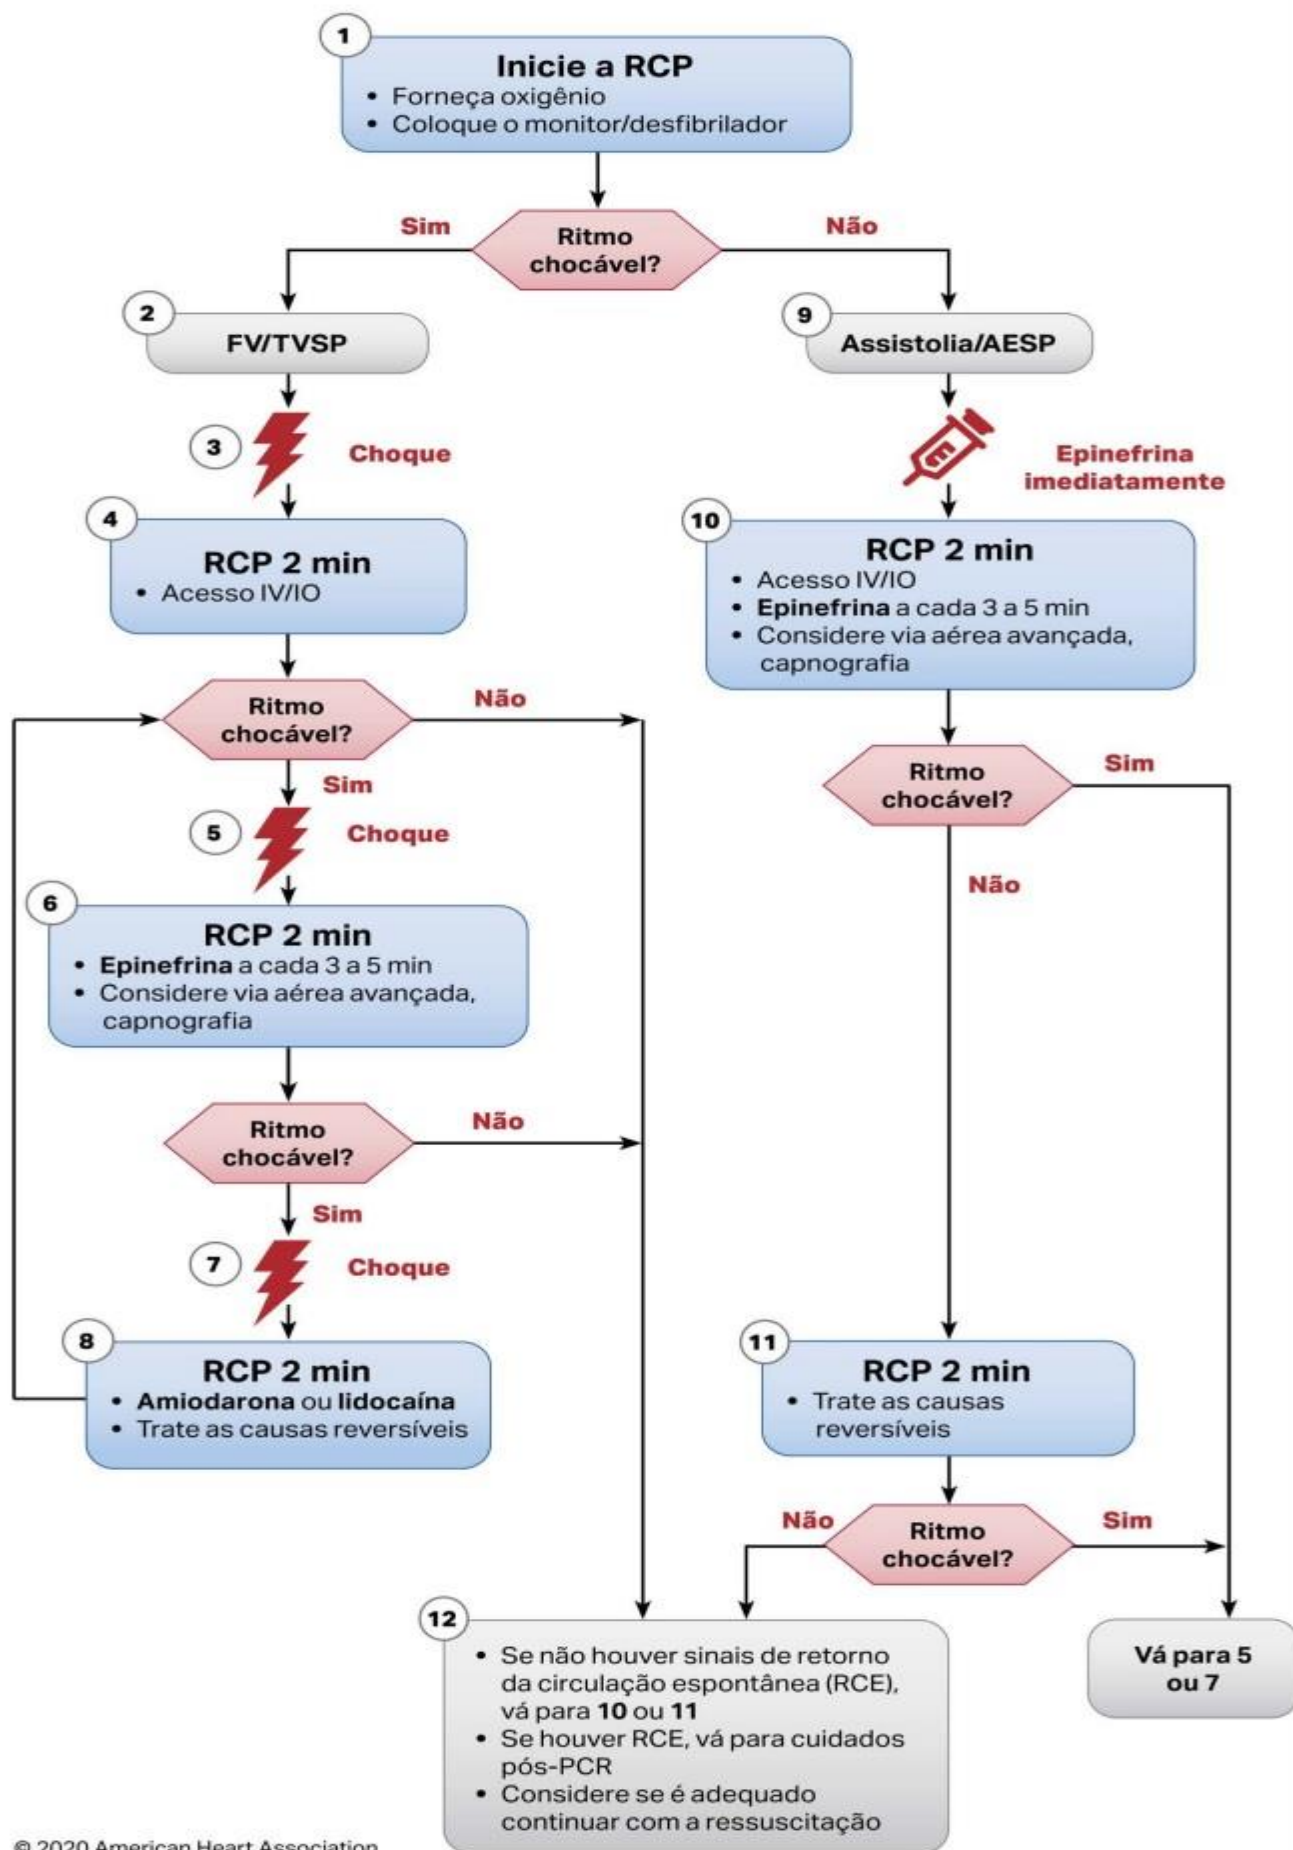 1
Inicie a RCP
• Forneça oxigênio
• Coloque o monitor/desfibrilador
Ritmo
chocável?
Sim
Não
2
FV/TVSP
3
Choque
4
RCP 2 min
• Acesso IV/IO
Ritmo
chocável?
Não
Sim
5
Choque
6
RCP 2 min
• Epinefrina a cada 3 a 5 min
• Considere via aérea avançada,
capnografia
Ritmo
chocável?
Não
Sim
7
Choque
8
RCP 2 min
• Amiodarona ou lidocaína
• Trate as causas reversíveis
9
Assistolia/AESP
Epinefrina
imediatamente
10
RCP 2 min
• Acesso IV/IO
• Epinefrina a cada 3 a 5 min
• Considere via aérea avançada,
capnografia
Ritmo
chocável?
Sim
Não
11
RCP 2 min
• Trate as causas
reversíveis
Ritmo
chocável?
Não
Sim
12
• Se não houver sinais de retorno
da circulação espontânea (RCE),
vá para 10 ou 11
• Se houver RCE, vá para cuidados
pós-PCR
• Considere se é adequado
continuar com a ressuscitação
Vá para 5
ou 7
© 2020 American Heart Association